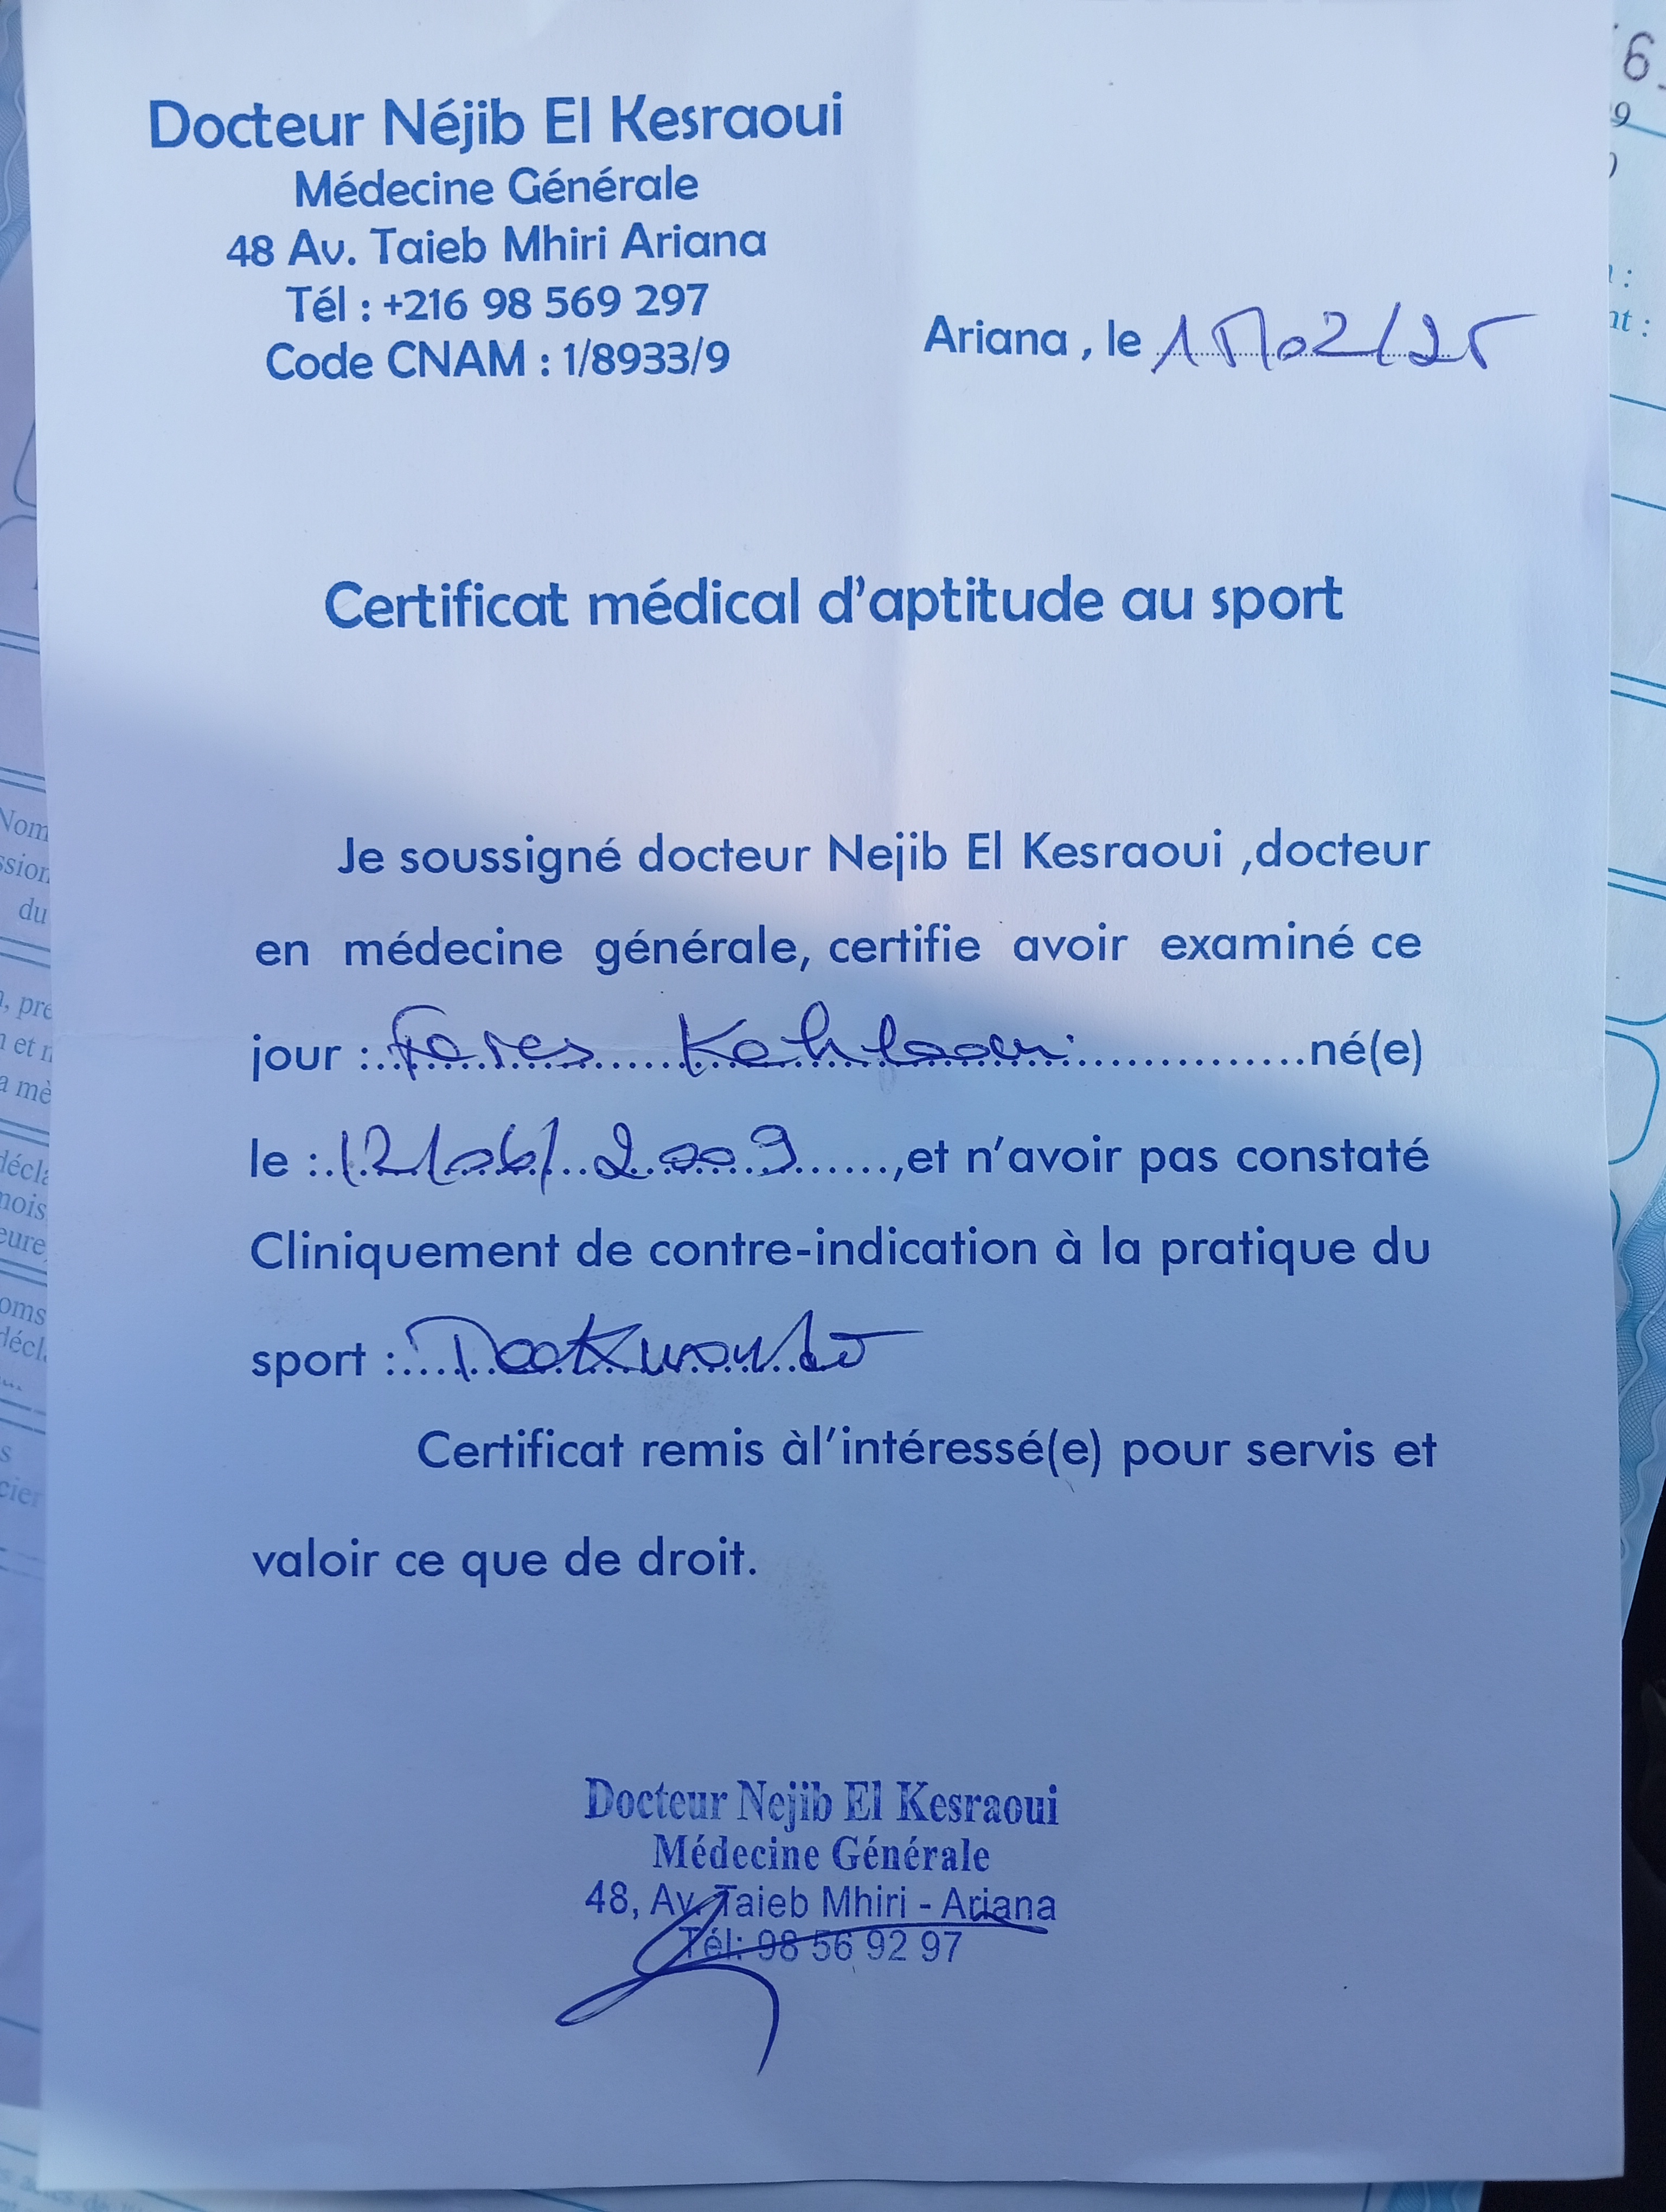 Docteur Néjib El Kesraoui
Médecine Générale
48 Av. Taieb Mhiri Ariana
Tél : +216 98 569 297
Code CNAM : 1/8933/9
Ariana , le 15/02/25
Certificat médical d'aptitude au sport
Je soussigné docteur Nejib El Kesraoui ,docteur
en médecine générale, certifie avoir examiné ce
jour : Fares Kahlaoui né(e)
le : 12/06/2009 ,et n'avoir pas constaté
Cliniquement de contre-indication à la pratique du
sport :
Certificat remis àl'intéressé(e) pour servis et
valoir ce que de droit.
Docteur Nejib El Kesraoui
Médecine Générale
48, Av. Taieb Mhiri - Ariana
Tél: 98 56 92 97